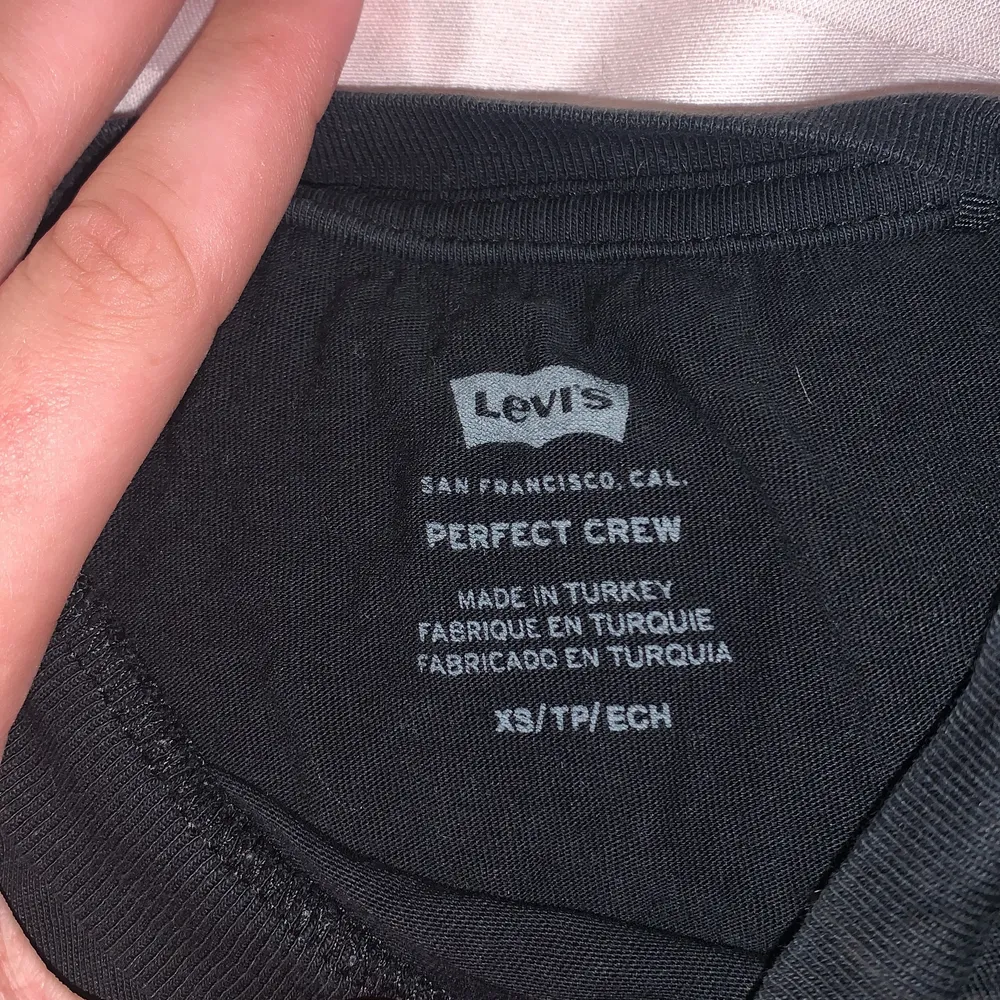 Levi's
SAN FRANCISCO, CAL.
PERFECT CREW
MADE IN TURKEY
FABRIQUE EN TURQUIE
FABRICADO EN TURQUIA
XS/TP/ECH